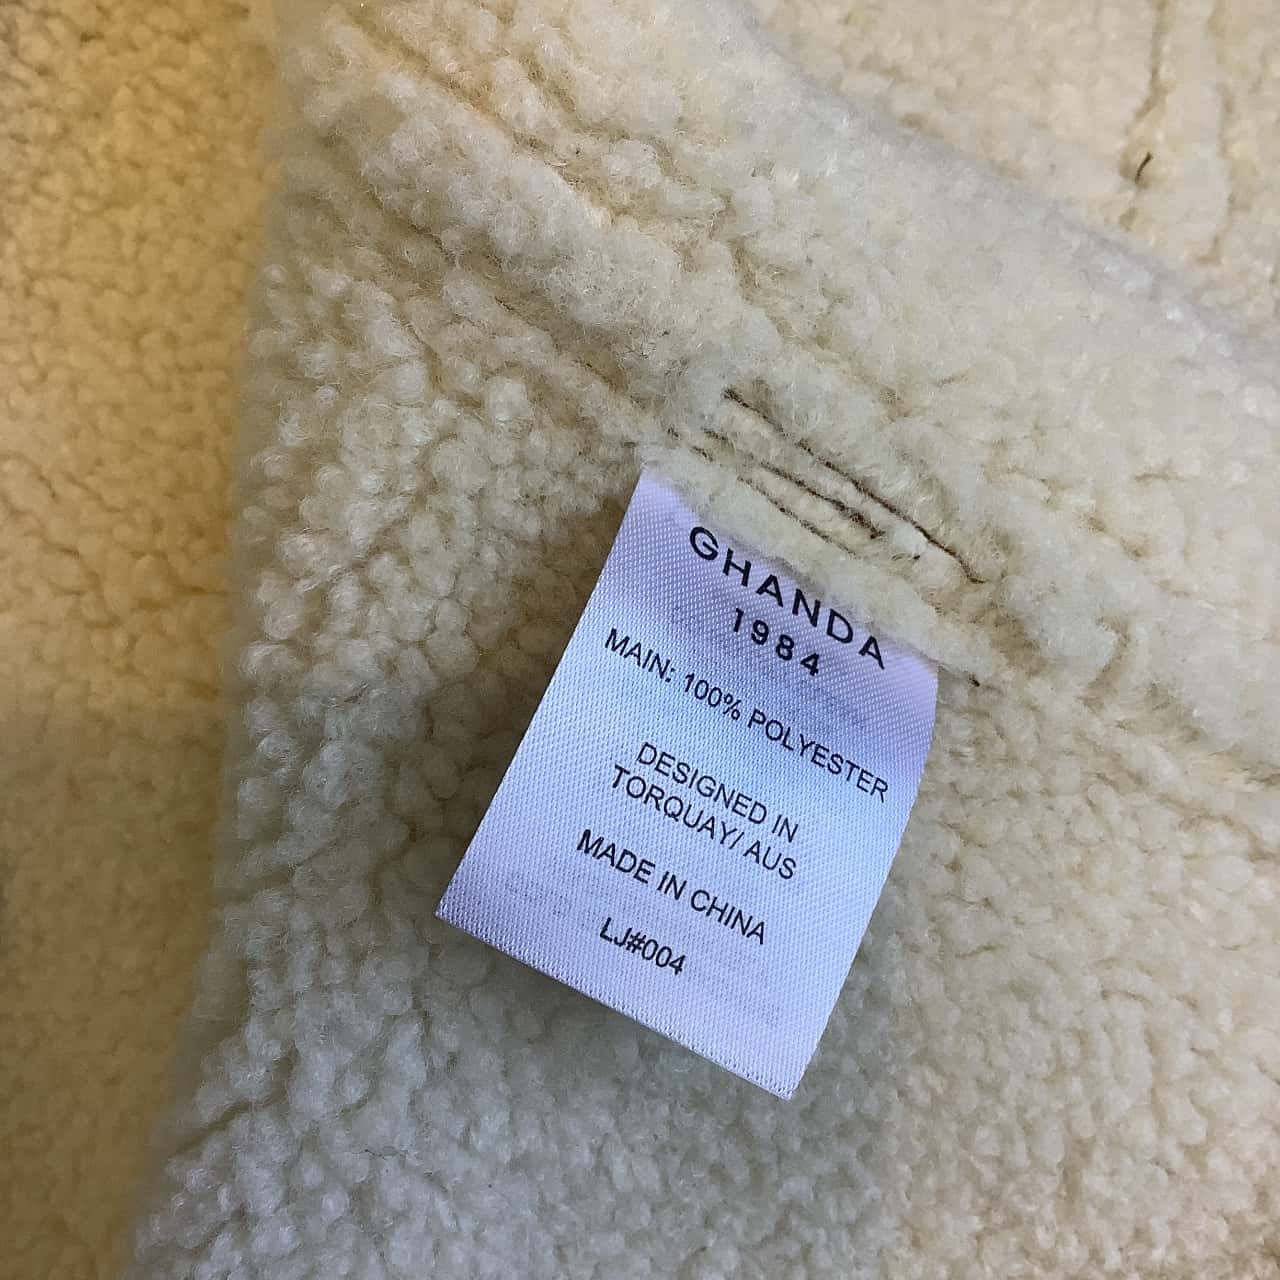 GHANDA
1984
MAIN: 100% POLYESTER
DESIGNED IN
TORQUAY/ AUS
MADE IN CHINA
LJ#004